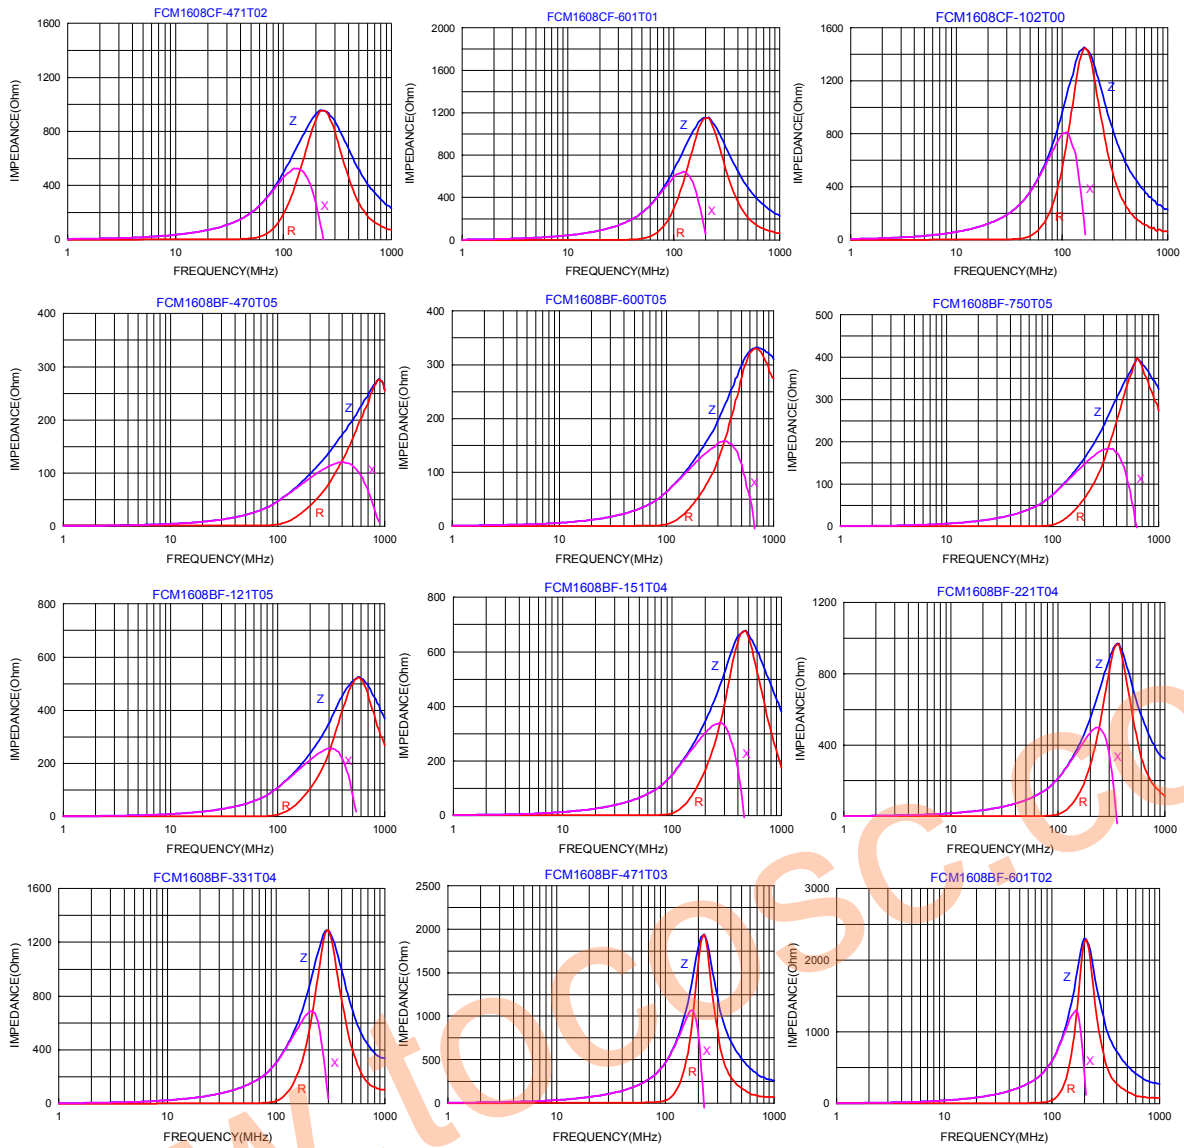 FCM1608CF-471T02
1600
1200
800
400
0
IMPEDANCE(Ohm)
Z
X
R
1 10 100 1000
FREQUENCY(MHz)
FCM1608CF-601T01
2000
1600
1200
800
400
0
IMPEDANCE(Ohm)
Z
X
R
1 10 100 1000
FREQUENCY(MHz)
FCM1608CF-102T00
1600
1200
800
400
0
IMPEDANCE(Ohm)
Z
X
R
1 10 100 1000
FREQUENCY(MHz)
FCM1608BF-470T05
400
300
200
100
0
IMPEDANCE(Ohm)
Z
X
R
1 10 100 1000
FREQUENCY(MHz)
FCM1608BF-600T05
400
300
200
100
0
IMPEDANCE(Ohm)
Z
X
R
1 10 100 1000
FREQUENCY(MHz)
FCM1608BF-750T05
500
400
300
200
100
0
IMPEDANCE(Ohm)
Z
X
R
1 10 100 1000
FREQUENCY(MHz)
FCM1608BF-121T05
800
600
400
200
0
IMPEDANCE(Ohm)
Z
X
R
1 10 100 1000
FREQUENCY(MHz)
FCM1608BF-151T04
800
600
400
200
0
IMPEDANCE(Ohm)
Z
X
R
1 10 100 1000
FREQUENCY(MHz)
FCM1608BF-221T04
1200
800
400
0
IMPEDANCE(Ohm)
Z
X
R
1 10 100 1000
FREQUENCY(MHz)
FCM1608BF-331T04
1600
1200
800
400
0
IMPEDANCE(Ohm)
Z
X
R
1 10 100 1000
FREQUENCY(MHz)
FCM1608BF-471T03
2500
2000
1500
1000
500
0
IMPEDANCE(Ohm)
Z
X
R
1 10 100 1000
FREQUENCY(MHz)
FCM1608BF-601T02
3000
2000
1000
0
IMPEDANCE(Ohm)
Z
X
R
1 10 100 1000
FREQUENCY(MHz)
w.tocosc.co